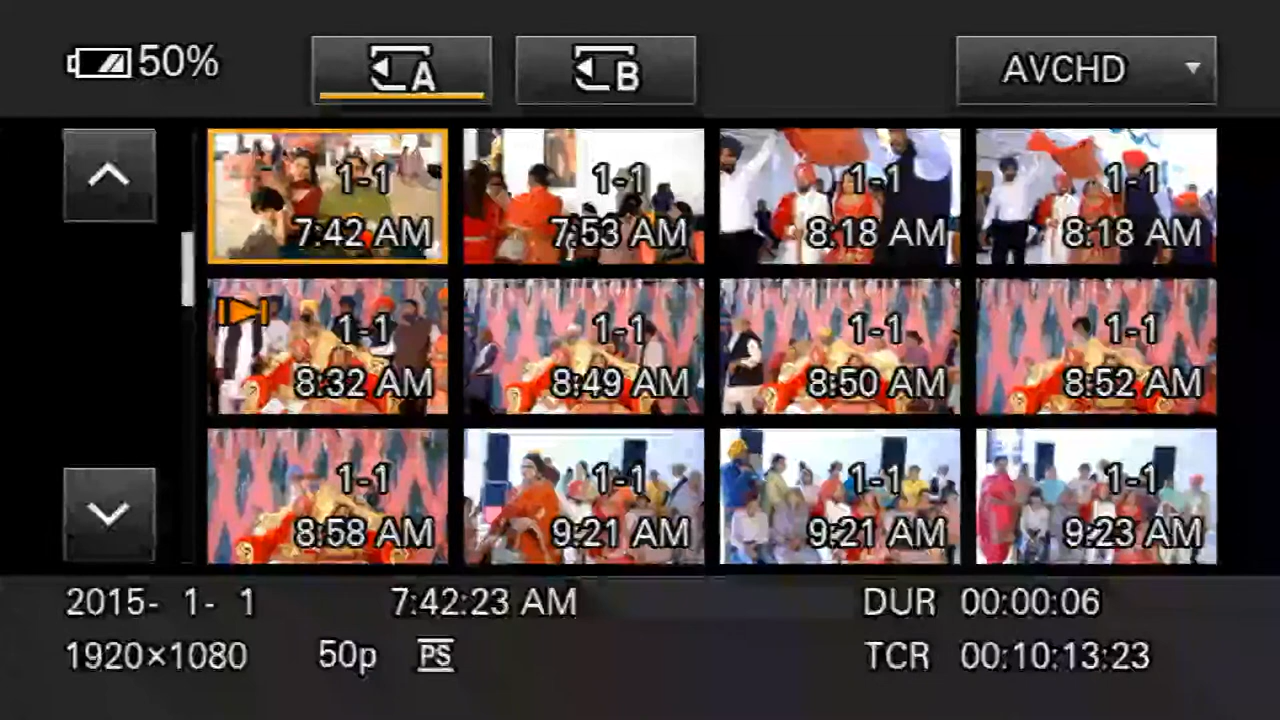 50%
A
B
AVCHD
1-1
7:42 AM
1-1
7:53 AM
1-1
8:18 AM
1-1
8:18 AM
1-1
8:32 AM
1-1
8:49 AM
1-1
8:50 AM
1-1
8:52 AM
1-1
8:58 AM
1-1
9:21 AM
1-1
9:21 AM
1-1
9:23 AM
2015- 1- 1 7:42:23 AM DUR 00:00:06
1920×1080 50p PS TCR 00:10:13:23